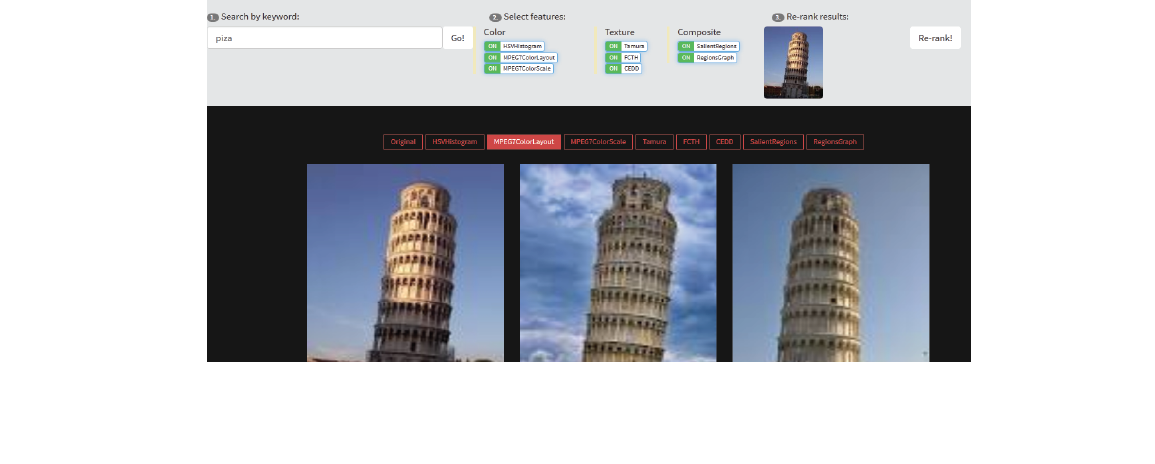 1. Search by keyword:
2. Select features:
3. Re-rank results:
piza
Go!
Color
Texture
Composite
Re-rank!
ON HSVHistogram
ON Tamura
ON SalientRegions
ON MPEG7ColorLayout
ON FCTH
ON RegionsGraph
ON MPEG7ColorScale
ON CEDD
Original HSVHistogram MPEG7ColorLayout MPEG7ColorScale Tamura FCTH CEDD SalientRegions RegionsGraph